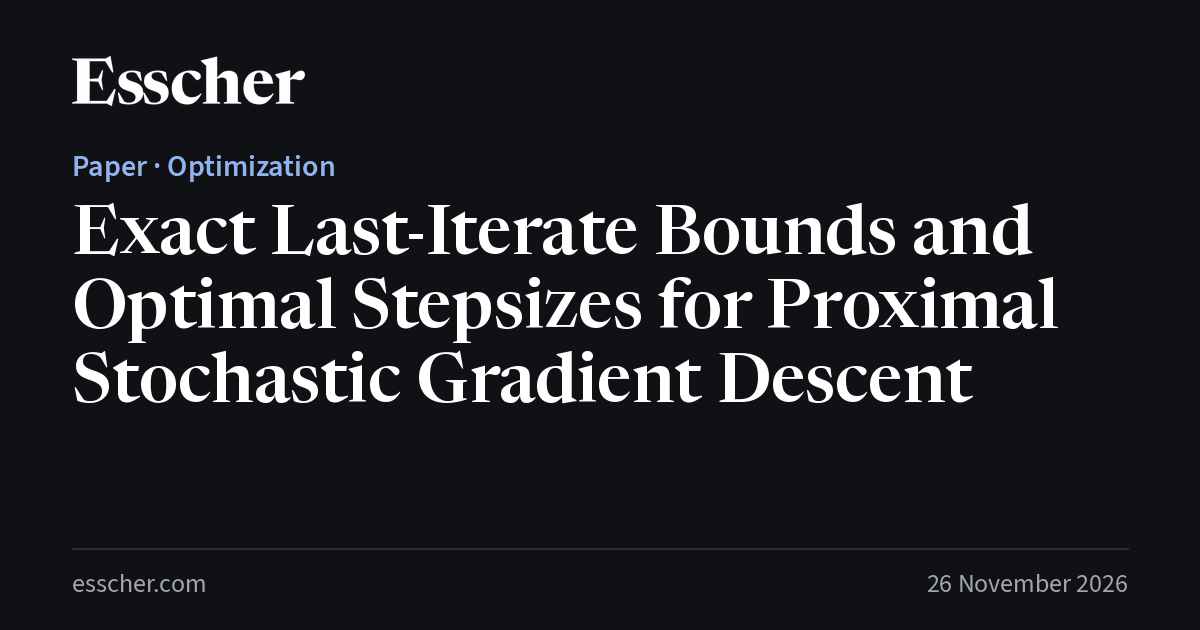 Esscher
Paper · Optimization
Exact Last-Iterate Bounds and
Optimal Stepsizes for Proximal
Stochastic Gradient Descent
esscher.com
26 November 2026